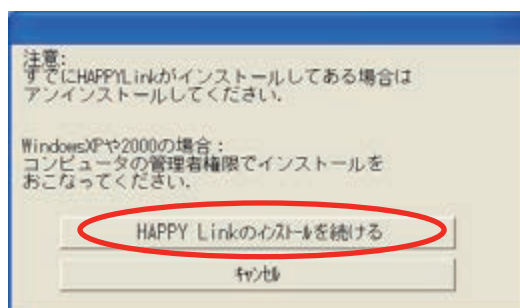 注意:
すでにHAPPYLinkがインストールしてある場合は
アンインストールしてください.
WindowsXPや2000の場合:
コンピュータの管理者権限でインストールを
おこなってください.
HAPPY Linkのｲﾝｽﾄｰﾙを続ける
ｷｬﾝｾﾙ